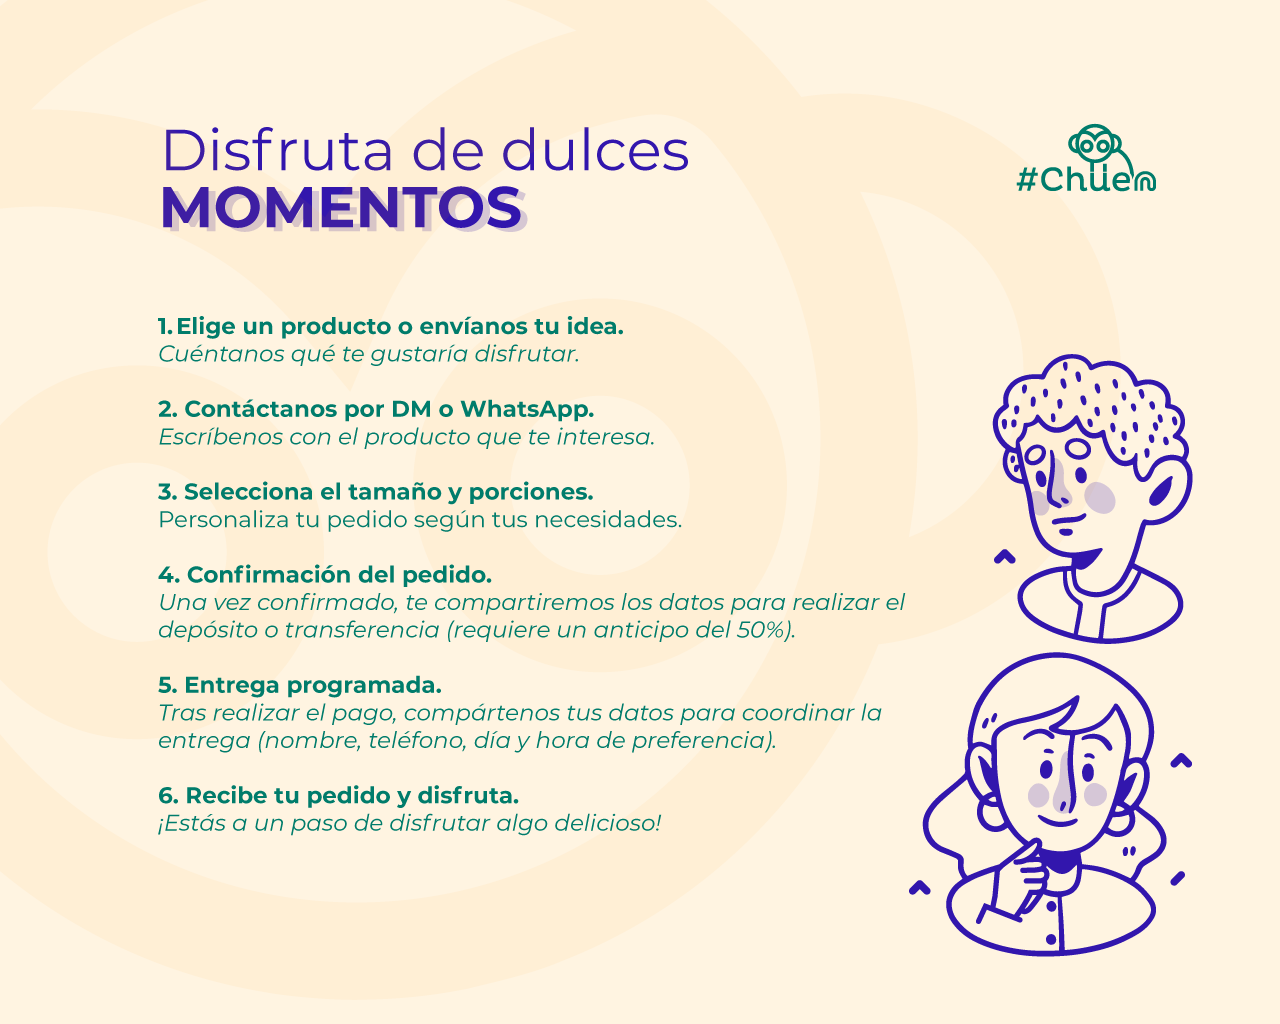 Disfruta de dulces
MOMENTOS
#Chüen
1. Elige un producto o envíanos tu idea.
Cuéntanos qué te gustaría disfrutar.
2. Contáctanos por DM o WhatsApp.
Escríbenos con el producto que te interesa.
3. Selecciona el tamaño y porciones.
Personaliza tu pedido según tus necesidades.
4. Confirmación del pedido.
Una vez confirmado, te compartiremos los datos para realizar el
depósito o transferencia (requiere un anticipo del 50%).
5. Entrega programada.
Tras realizar el pago, compártenos tus datos para coordinar la
entrega (nombre, teléfono, día y hora de preferencia).
6. Recibe tu pedido y disfruta.
¡Estás a un paso de disfrutar algo delicioso!